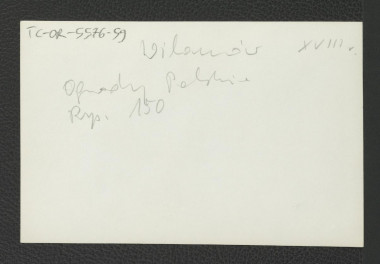 TC-OR-5576-59
Wilanów XVIII w.
Ogrody Polskie
Ryc. 150